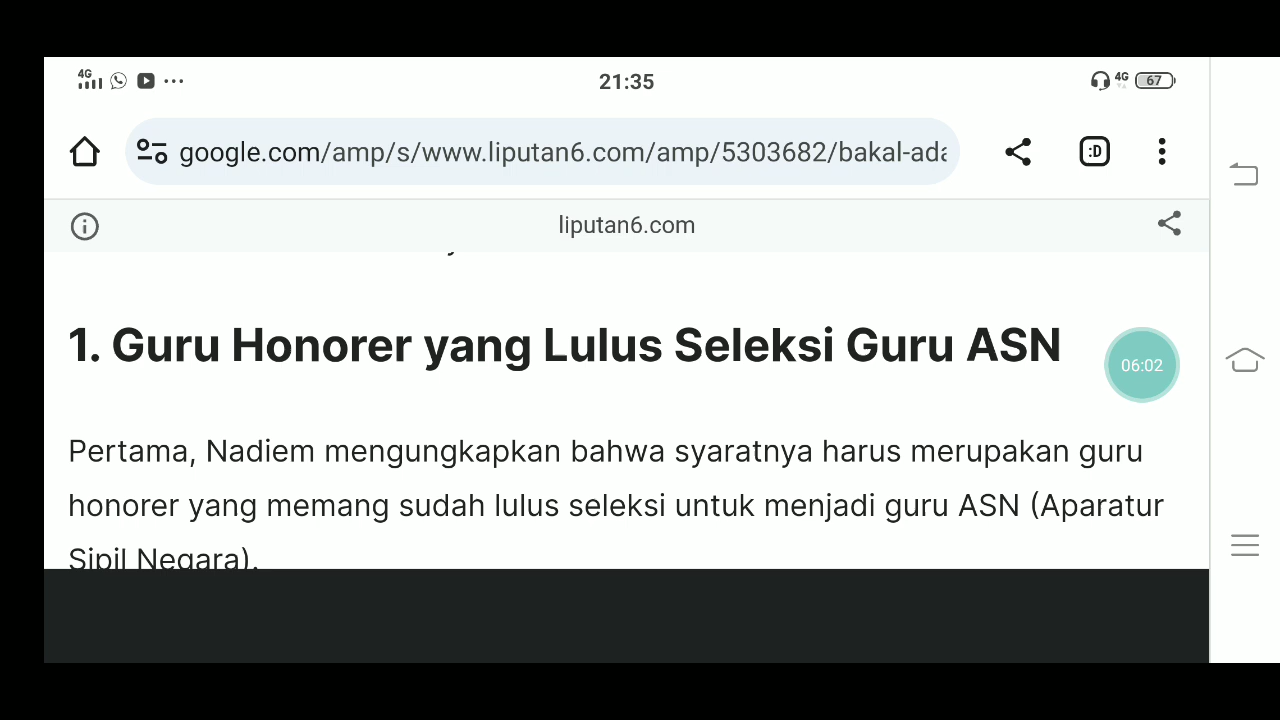 4G
21:35
4G
67
google.com/amp/s/www.liputan6.com/amp/5303682/bakal-ada
:D
liputan6.com
1. Guru Honorer yang Lulus Seleksi Guru ASN
06:02
Pertama, Nadiem mengungkapkan bahwa syaratnya harus merupakan guru
honorer yang memang sudah lulus seleksi untuk menjadi guru ASN (Aparatur
Sipil Negara).